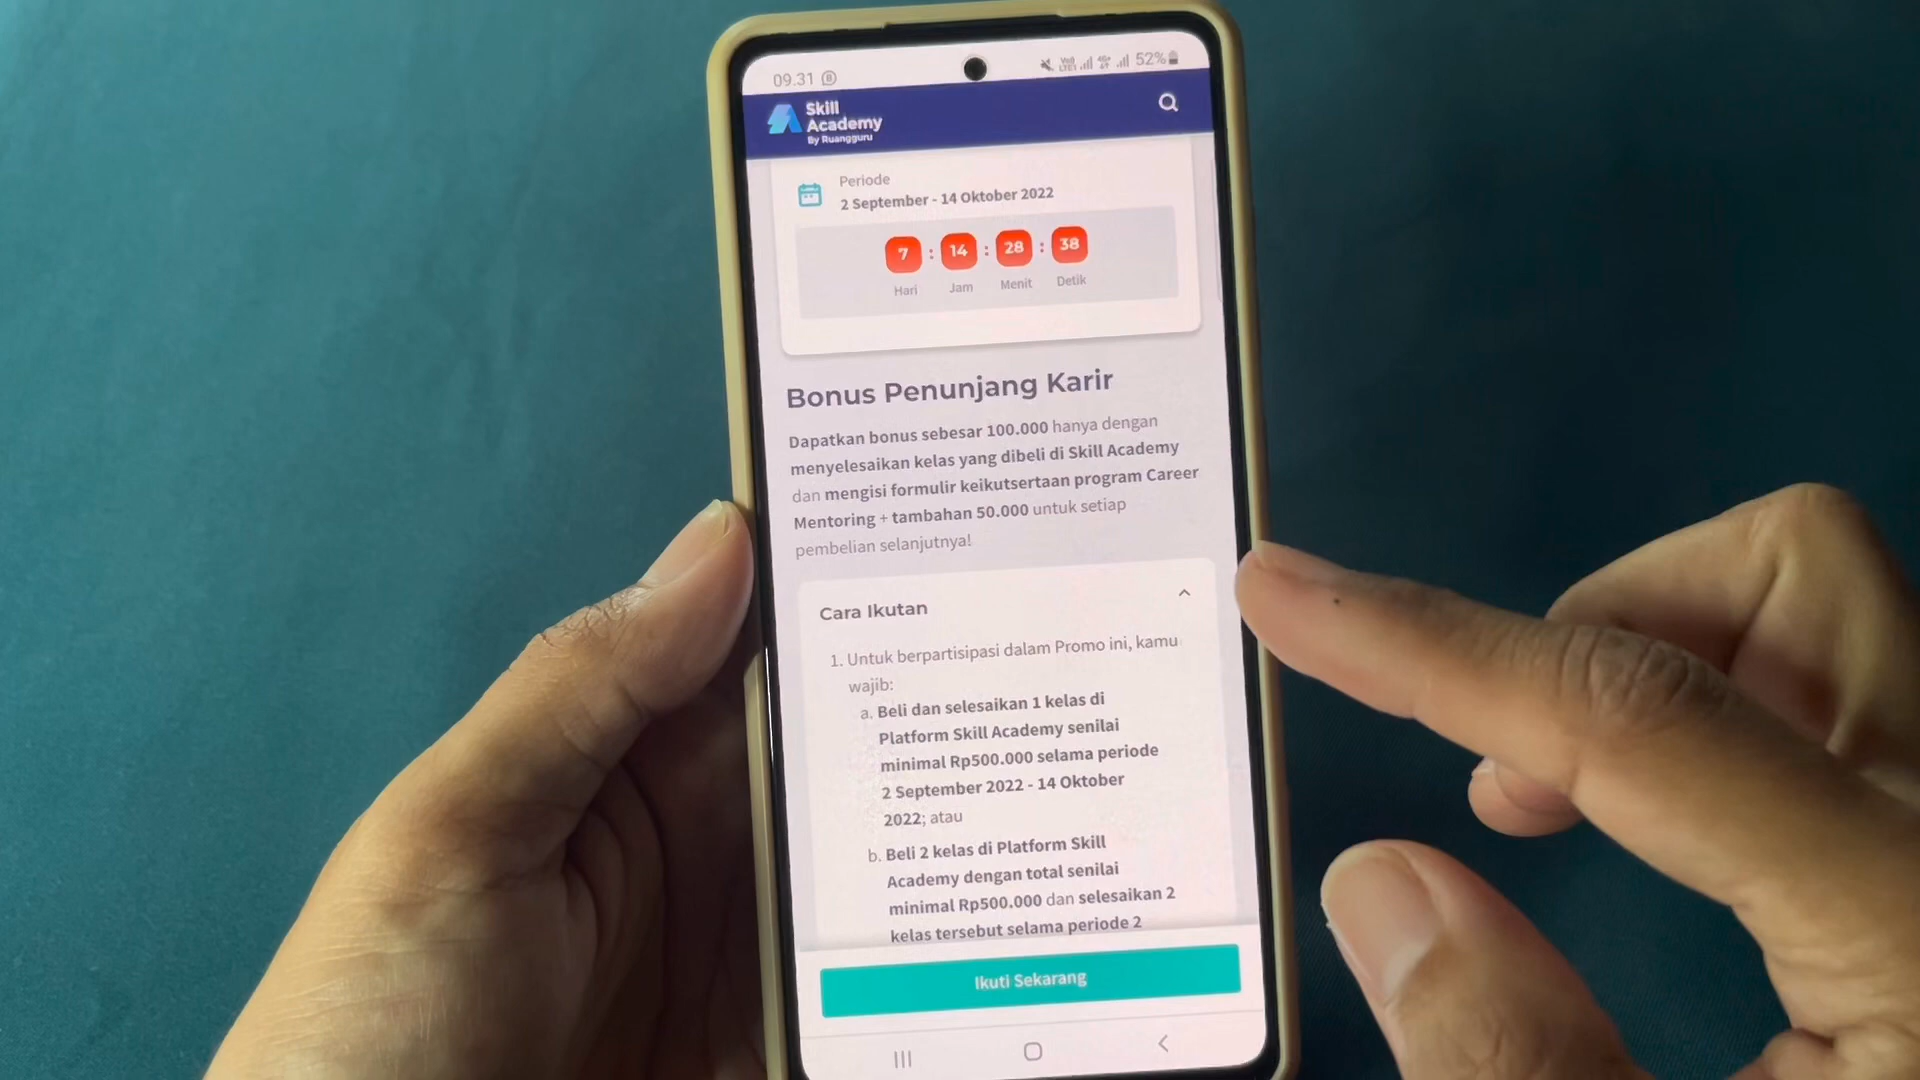 09.31
52%
Skill
Academy
By Ruangguru
Periode
2 September - 14 Oktober 2022
7 : 14 : 28 : 38
Hari Jam Menit Detik
Bonus Penunjang Karir
Dapatkan bonus sebesar 100.000 hanya dengan
menyelesaikan kelas yang dibeli di Skill Academy
dan mengisi formulir keikutsertaan program Career
Mentoring + tambahan 50.000 untuk setiap
pembelian selanjutnya!
Cara Ikutan
1. Untuk berpartisipasi dalam Promo ini, kamu
wajib:
a. Beli dan selesaikan 1 kelas di
Platform Skill Academy senilai
minimal Rp500.000 selama periode
2 September 2022 - 14 Oktober
2022; atau
b. Beli 2 kelas di Platform Skill
Academy dengan total senilai
minimal Rp500.000 dan selesaikan 2
kelas tersebut selama periode 2
Ikuti Sekarang